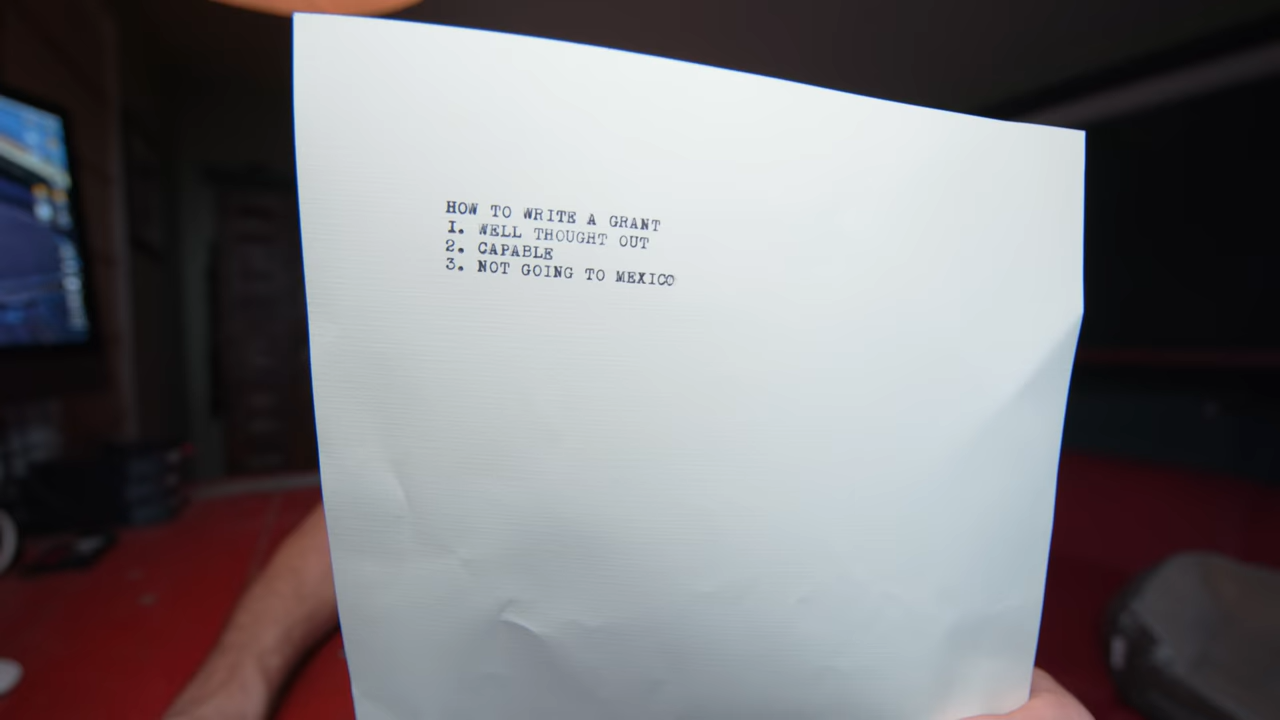 HOW TO WRITE A GRANT
1. WELL THOUGHT OUT
2. CAPABLE
3. NOT GOING TO MEXICO